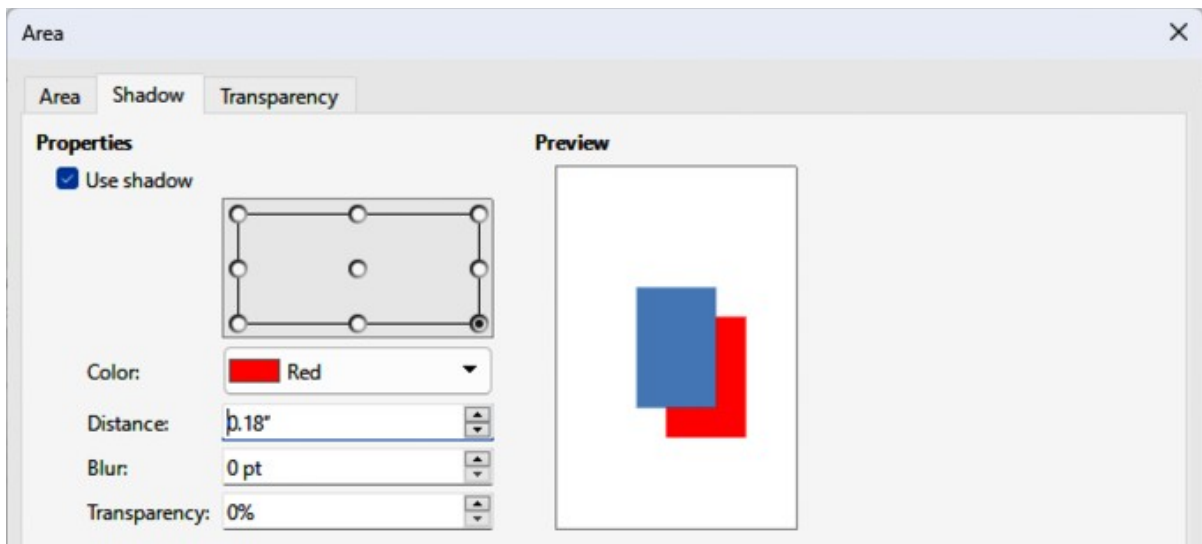 Area
Area Shadow Transparency
Properties
Preview
Use shadow
Color: Red
Distance: 0.18"
Blur: 0 pt
Transparency: 0%